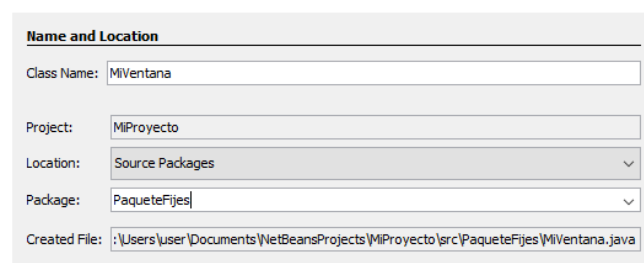 Name and Location
Class Name: MiVentana
Project: MiProyecto
Location: Source Packages
Package: PaqueteFijes
Created File: :\Users\user\Documents\NetBeansProjects\MiProyecto\src\PaqueteFijes\MiVentana.java